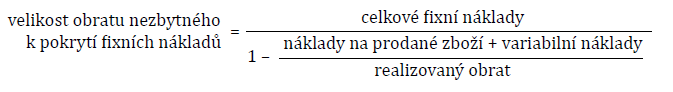 velikost obratu nezbytného
k pokrytí fixních nákladů
=
celkové fixní náklady
1 –
náklady na prodané zboží + variabilní náklady
realizovaný obrat